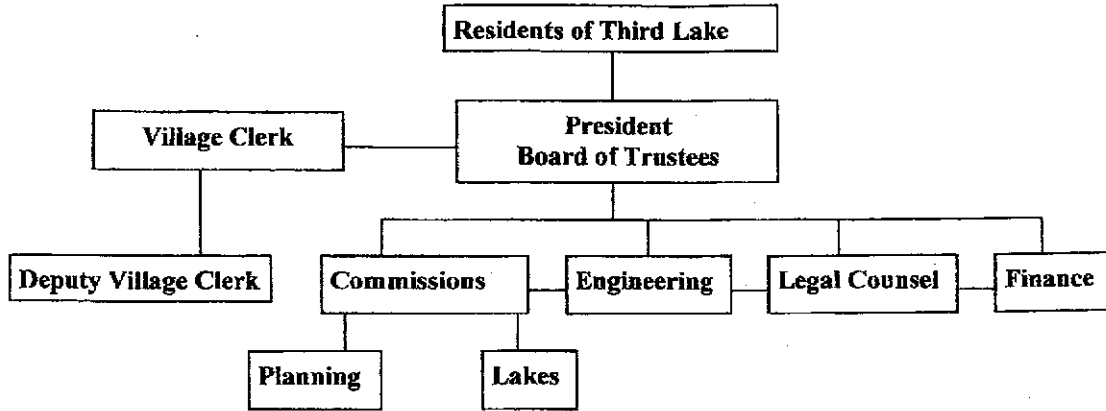 Residents of Third Lake
Village Clerk
President
Board of Trustees
Deputy Village Clerk
Commissions
Engineering
Legal Counsel
Finance
Planning
Lakes